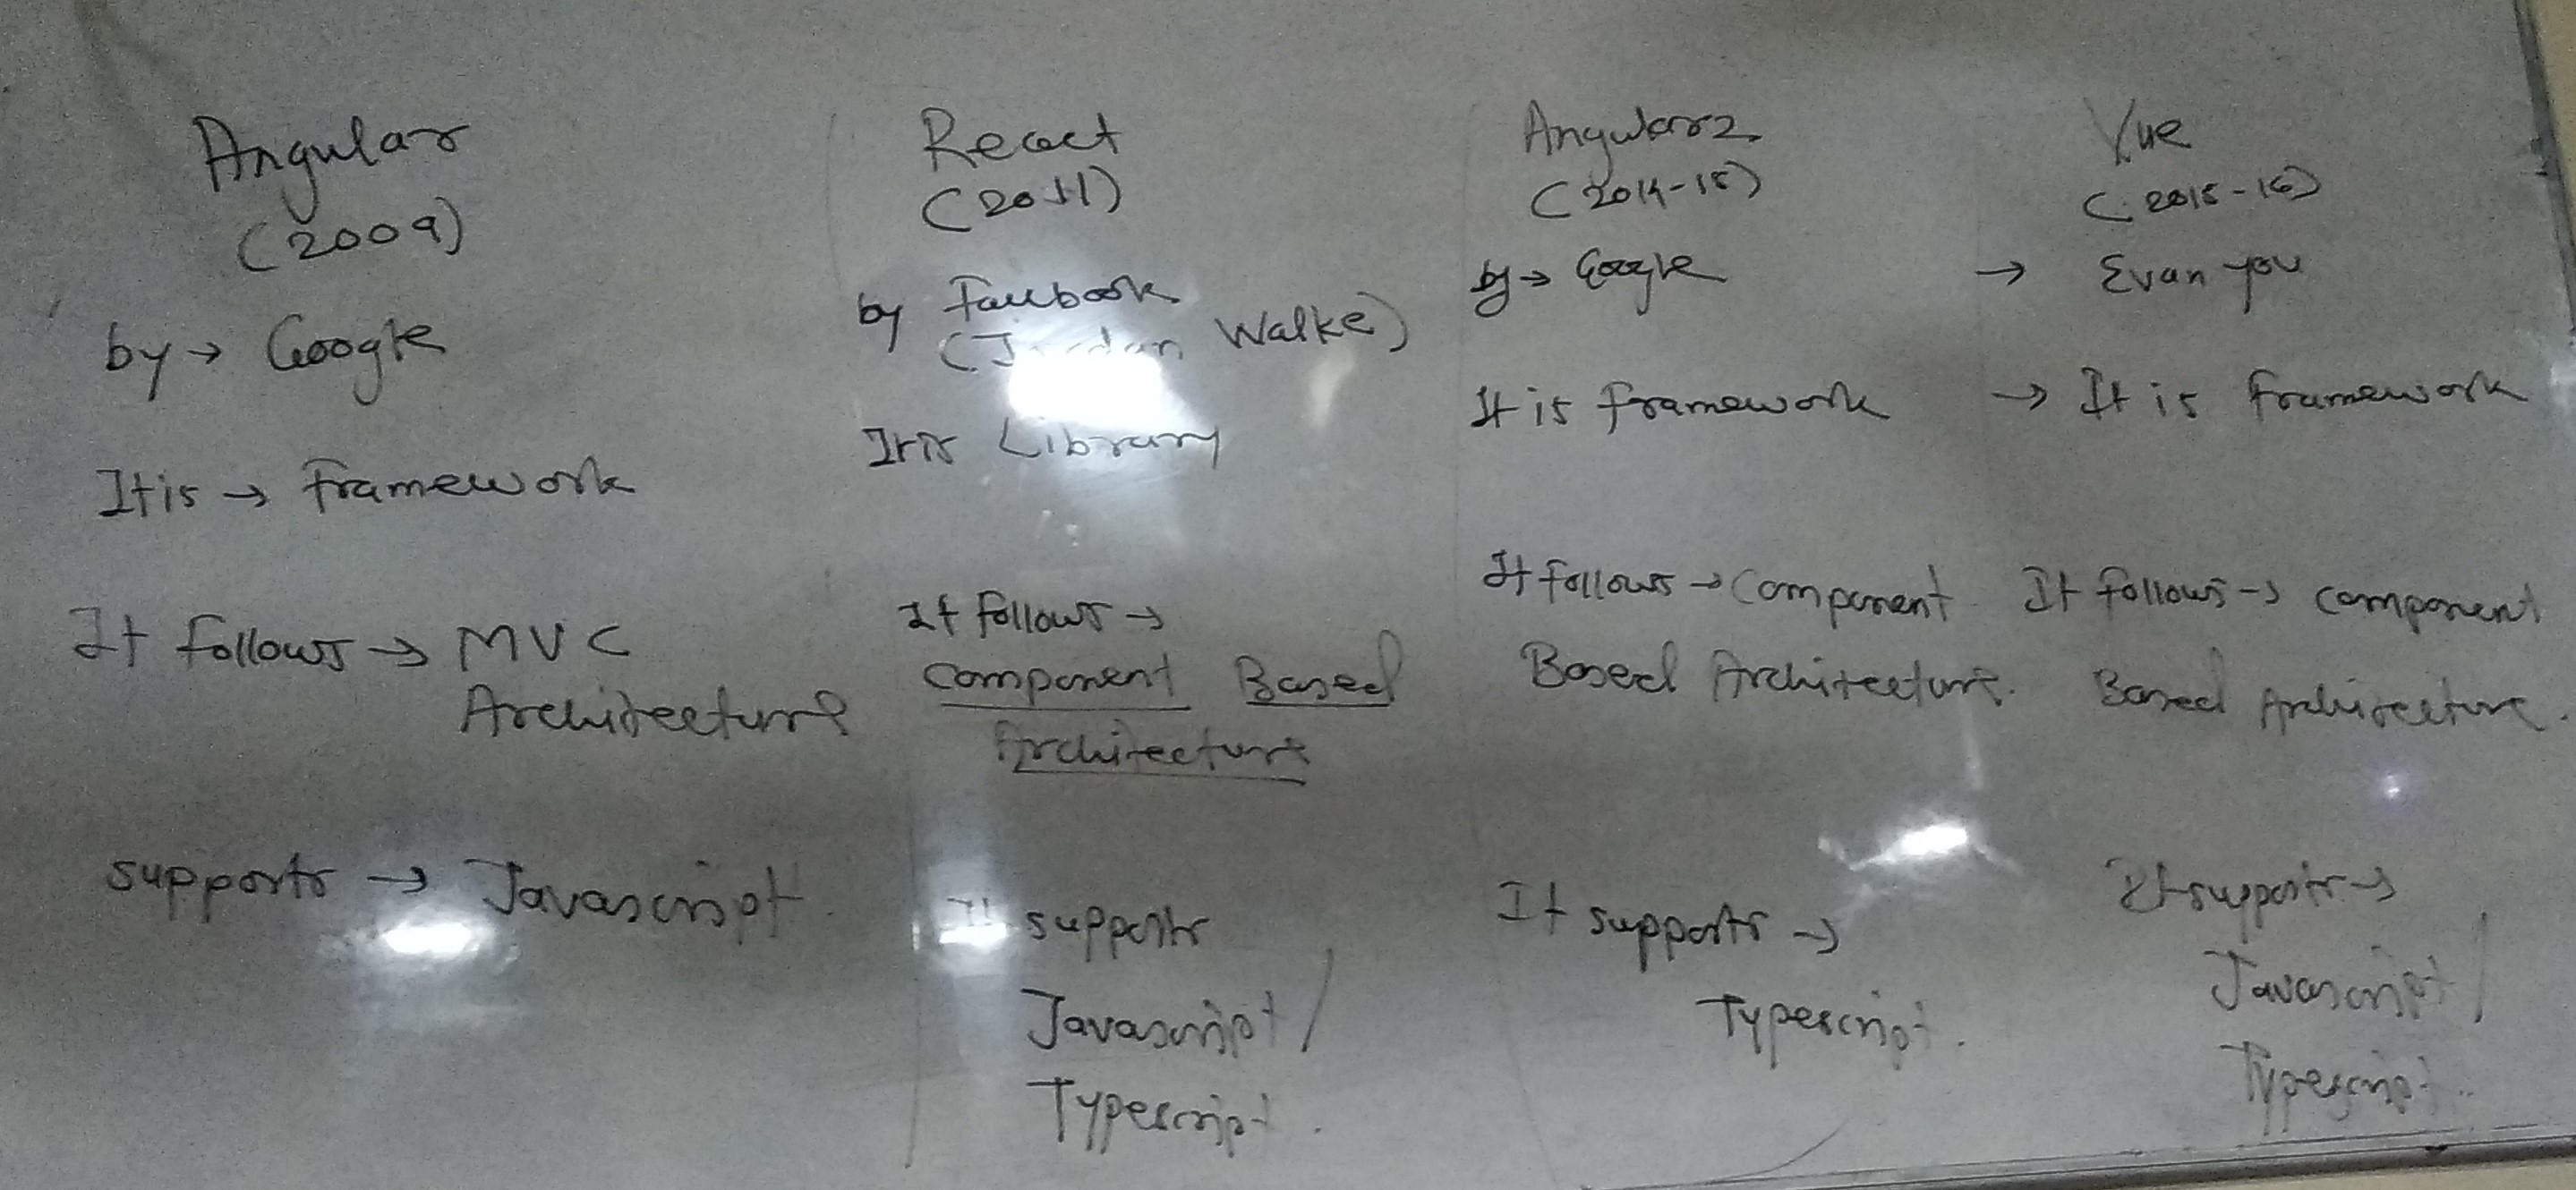 Angular
(2009)
by → Google
It is → Framework
It follows → MVC
Architecture
supports → Javascript.
React
(2011)
by Facebook
(Jordan Walke)
It is Library
It follows →
Component Based
Architecture
It supports
Javascript /
Typescript.
Angular2
(2014-15)
by → Google
It is framework
It follows → Component
Based Architecture.
It supports →
Typescript.
Vue
(2015-16)
→ Evan you
→ It is framework
It follows → component
Based Architecture.
It supports →
Javascript /
Typescript.